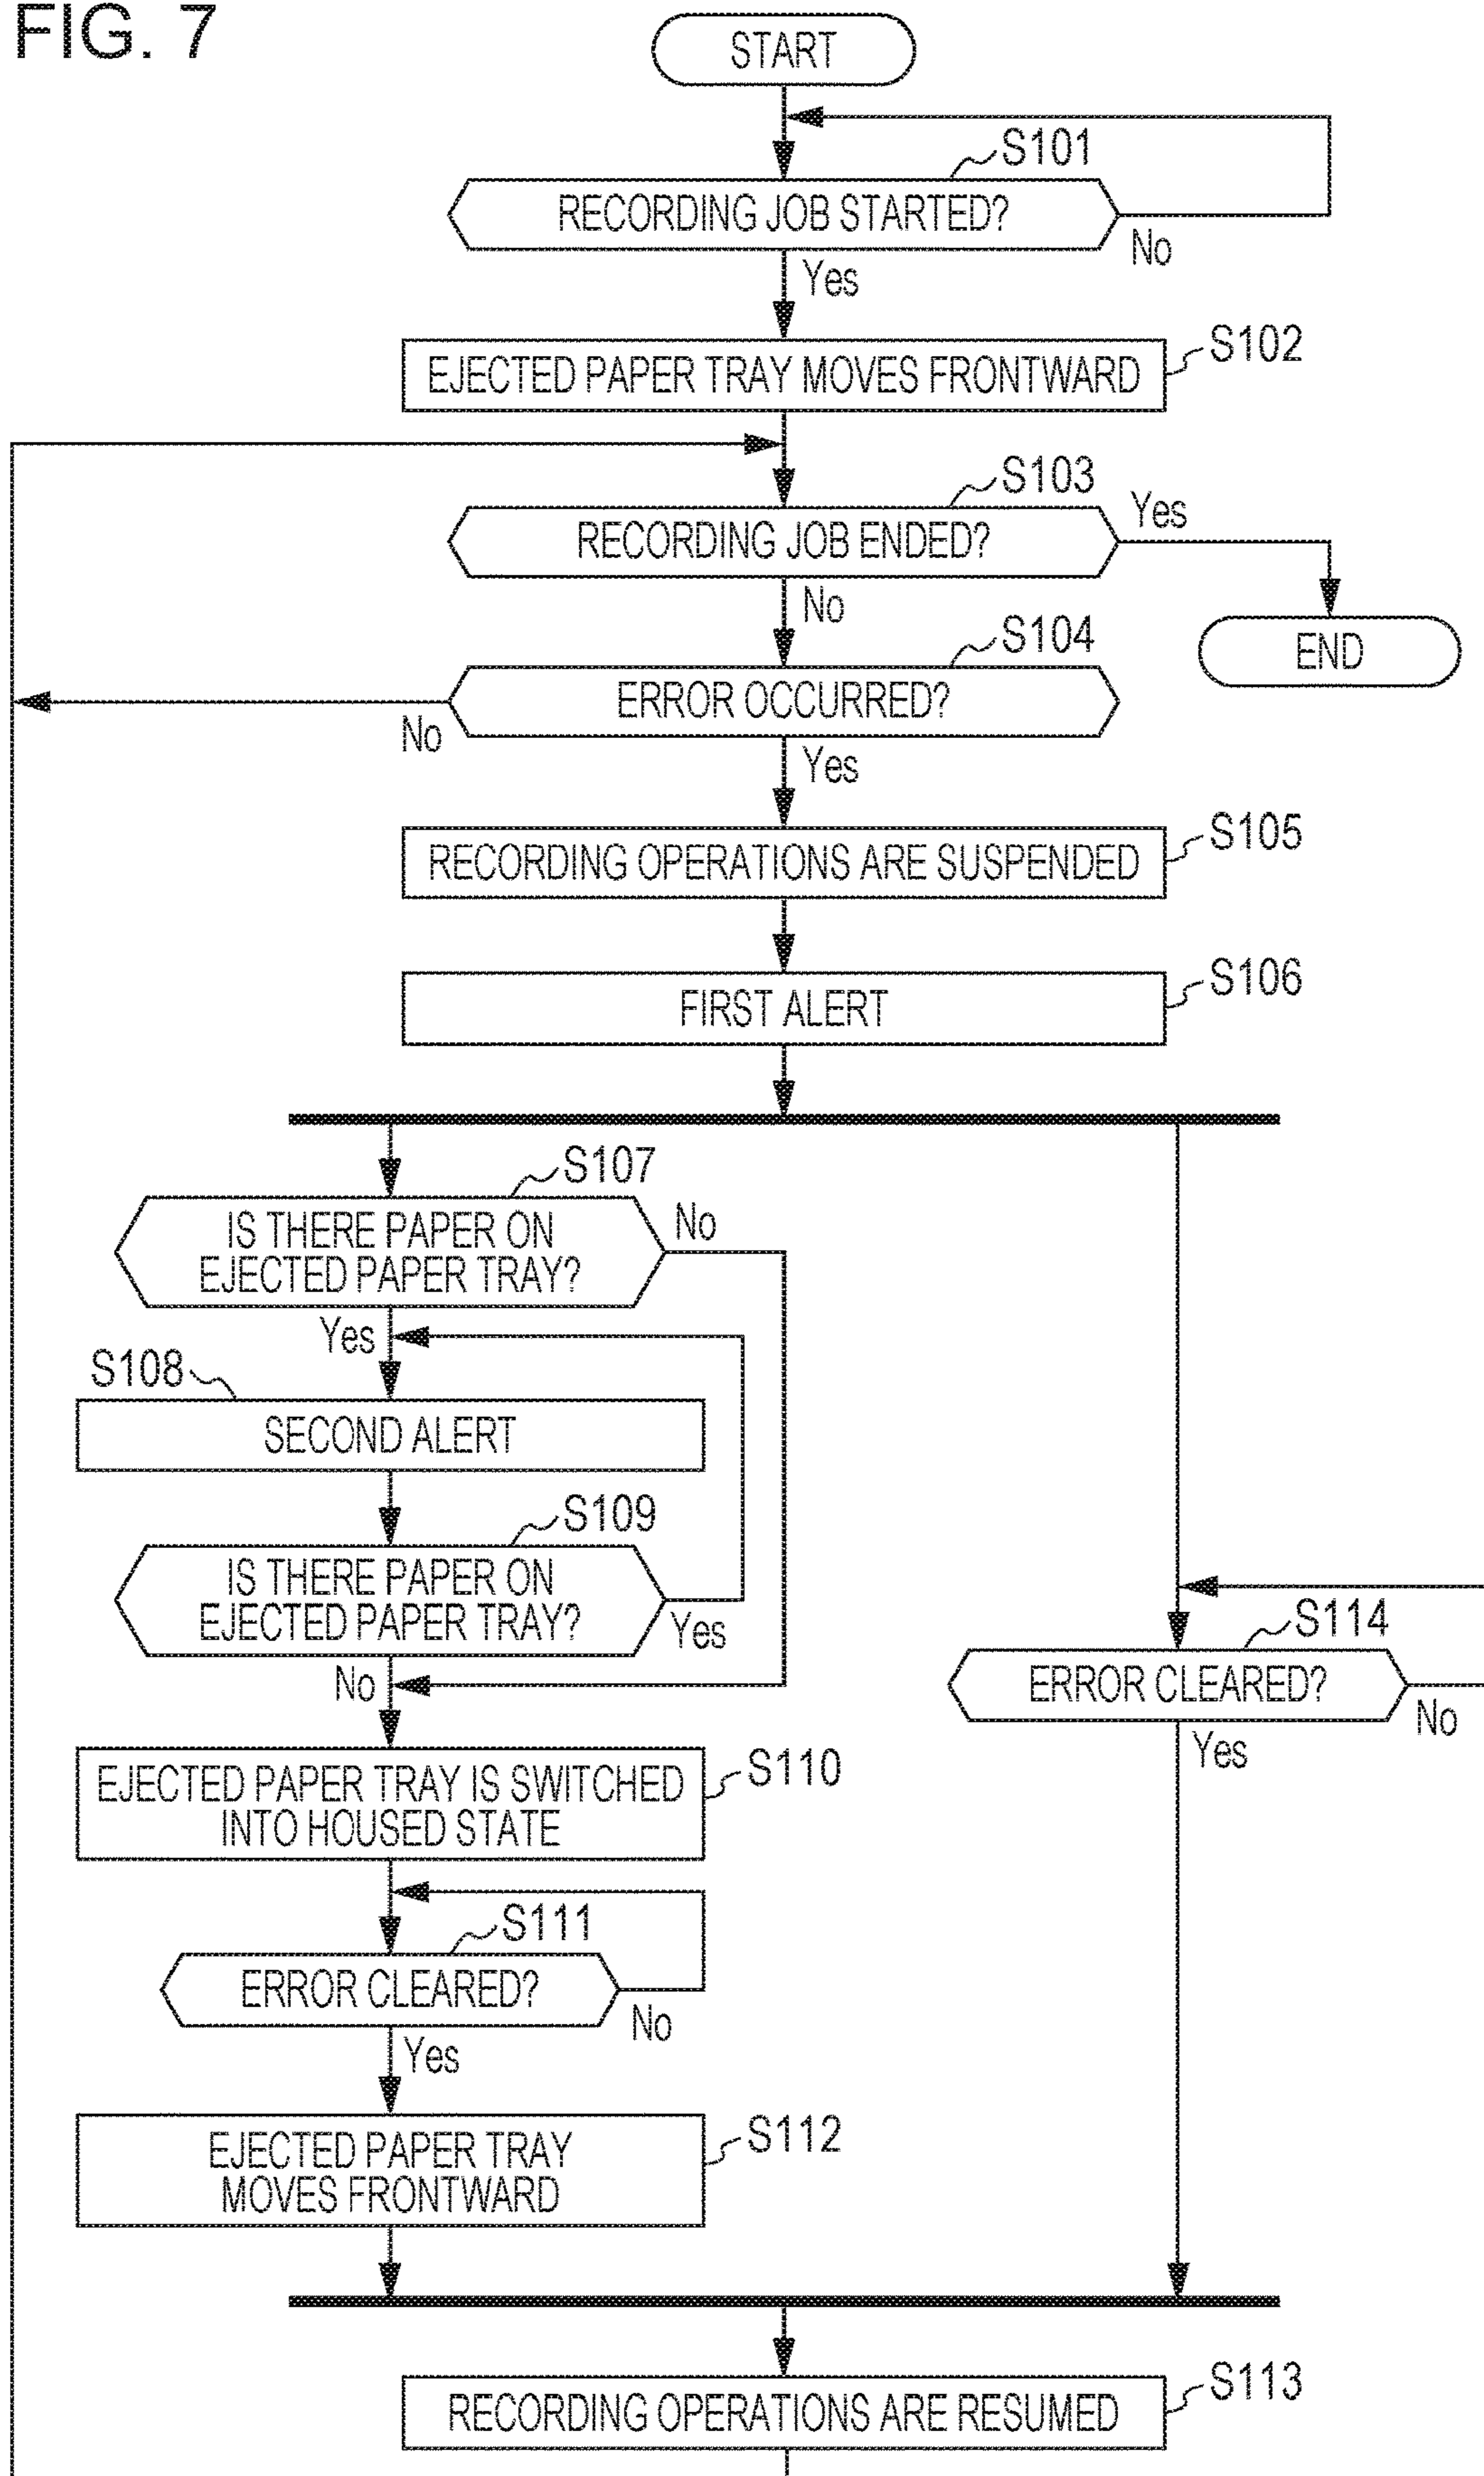 FIG. 7
START
S101
RECORDING JOB STARTED?
No
Yes
S102
EJECTED PAPER TRAY MOVES FRONTWARD
S103
RECORDING JOB ENDED?
Yes
No
END
S104
ERROR OCCURRED?
No
Yes
S105
RECORDING OPERATIONS ARE SUSPENDED
S106
FIRST ALERT
S107
IS THERE PAPER ON
EJECTED PAPER TRAY?
No
Yes
S108
SECOND ALERT
S109
IS THERE PAPER ON
EJECTED PAPER TRAY?
Yes
No
S110
EJECTED PAPER TRAY IS SWITCHED
INTO HOUSED STATE
S111
ERROR CLEARED?
No
Yes
S112
EJECTED PAPER TRAY
MOVES FRONTWARD
S114
ERROR CLEARED?
No
Yes
S113
RECORDING OPERATIONS ARE RESUMED